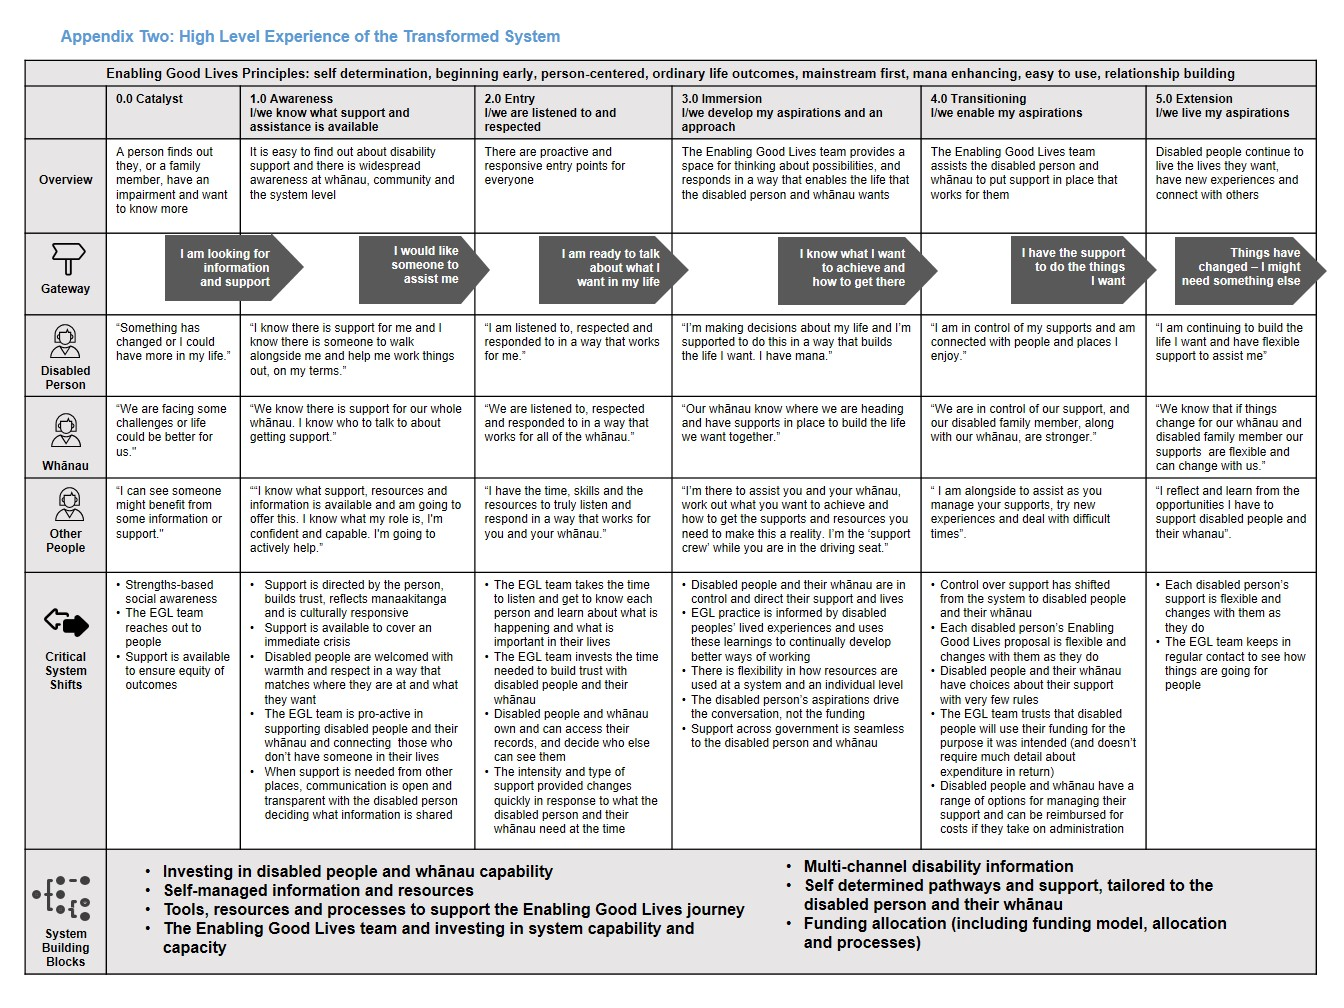 Appendix Two: High Level Experience of the Transformed System
Enabling Good Lives Principles: self determination, beginning early, person-centered, ordinary life outcomes, mainstream first, mana enhancing, easy to use, relationship building
0.0 Catalyst
1.0 Awareness
I/we know what support and
assistance is available
2.0 Entry
I/we are listened to and
respected
3.0 Immersion
I/we develop my aspirations and an
approach
4.0 Transitioning
I/we enable my aspirations
5.0 Extension
I/we live my aspirations
Overview
A person finds out
they, or a family
member, have an
impairment and want
to know more
It is easy to find out about disability
support and there is widespread
awareness at whānau, community and
the system level
There are proactive and
responsive entry points for
everyone
The Enabling Good Lives team provides a
space for thinking about possibilities, and
responds in a way that enables the life that
the disabled person and whānau wants
The Enabling Good Lives team
assists the disabled person and
whānau to put support in place that
works for them
Disabled people continue to
live the lives they want,
have new experiences and
connect with others
Gateway
I am looking for
information
and support
I would like
someone to
assist me
I am ready to talk
about what I
want in my life
I know what I want
to achieve and
how to get there
I have the support
to do the things
I want
Things have
changed – I might
need something else
Disabled
Person
“Something has
changed or I could
have more in my life.”
“I know there is support for me and I
know there is someone to walk
alongside me and help me work things
out, on my terms.”
“I am listened to, respected and
responded to in a way that works
for me.”
“I’m making decisions about my life and I’m
supported to do this in a way that builds
the life I want. I have mana.”
“I am in control of my supports and am
connected with people and places I
enjoy.”
“I am continuing to build the
life I want and have flexible
support to assist me”
Whānau
“We are facing some
challenges or life
could be better for
us."
“We know there is support for our whole
whānau. I know who to talk to about
getting support.”
“We are listened to, respected
and responded to in a way that
works for all of the whānau.”
“Our whānau know where we are heading
and have supports in place to build the life
we want together.”
“We are in control of our support, and
our disabled family member, along
with our whānau, are stronger.”
“We know that if things
change for our whānau and
disabled family member our
supports are flexible and
can change with us.”
Other
People
“I can see someone
might benefit from
some information or
support."
““I know what support, resources and
information is available and am going to
offer this. I know what my role is, I'm
confident and capable. I'm going to
actively help.”
“I have the time, skills and the
resources to truly listen and
respond in a way that works for
you and your whānau.”
“I’m there to assist you and your whānau,
work out what you want to achieve and
how to get the supports and resources you
need to make this a reality. I’m the ‘support
crew’ while you are in the driving seat.”
“ I am alongside to assist as you
manage your supports, try new
experiences and deal with difficult
times”.
“I reflect and learn from the
opportunities I have to
support disabled people and
their whanau”.
Critical
System
Shifts
• Strengths-based
social awareness
• The EGL team
reaches out to
people
• Support is available
to ensure equity of
outcomes
• Support is directed by the person,
builds trust, reflects manaakitanga
and is culturally responsive
• Support is available to cover an
immediate crisis
• Disabled people are welcomed with
warmth and respect in a way that
matches where they are at and what
they want
• The EGL team is pro-active in
supporting disabled people and their
whānau and connecting those who
don’t have someone in their lives
• When support is needed from other
places, communication is open and
transparent with the disabled person
deciding what information is shared
• The EGL team takes the time
to listen and get to know each
person and learn about what is
happening and what is
important in their lives
• The EGL team invests the time
needed to build trust with
disabled people and their
whānau
• Disabled people and whānau
own and can access their
records, and decide who else
can see them
• The intensity and type of
support provided changes
quickly in response to what the
disabled person and their
whānau need at the time
• Disabled people and their whānau are in
control and direct their support and lives
• EGL practice is informed by disabled
peoples’ lived experiences and uses
these learnings to continually develop
better ways of working
• There is flexibility in how resources are
used at a system and an individual level
• The disabled person’s aspirations drive
the conversation, not the funding
• Support across government is seamless
to the disabled person and whānau
• Control over support has shifted
from the system to disabled people
and their whānau
• Each disabled person’s Enabling
Good Lives proposal is flexible and
changes with them as they do
• Disabled people and their whānau
have choices about their support
with very few rules
• The EGL team trusts that disabled
people will use their funding for the
purpose it was intended (and doesn’t
require much detail about
expenditure in return)
• Disabled people and whānau have a
range of options for managing their
support and can be reimbursed for
costs if they take on administration
• Each disabled person’s
support is flexible and
changes with them as
they do
• The EGL team keeps in
regular contact to see how
things are going for
people
System
Building
Blocks
• Investing in disabled people and whānau capability
• Self-managed information and resources
• Tools, resources and processes to support the Enabling Good Lives journey
• The Enabling Good Lives team and investing in system capability and
capacity
• Multi-channel disability information
• Self determined pathways and support, tailored to the
disabled person and their whānau
• Funding allocation (including funding model, allocation
and processes)